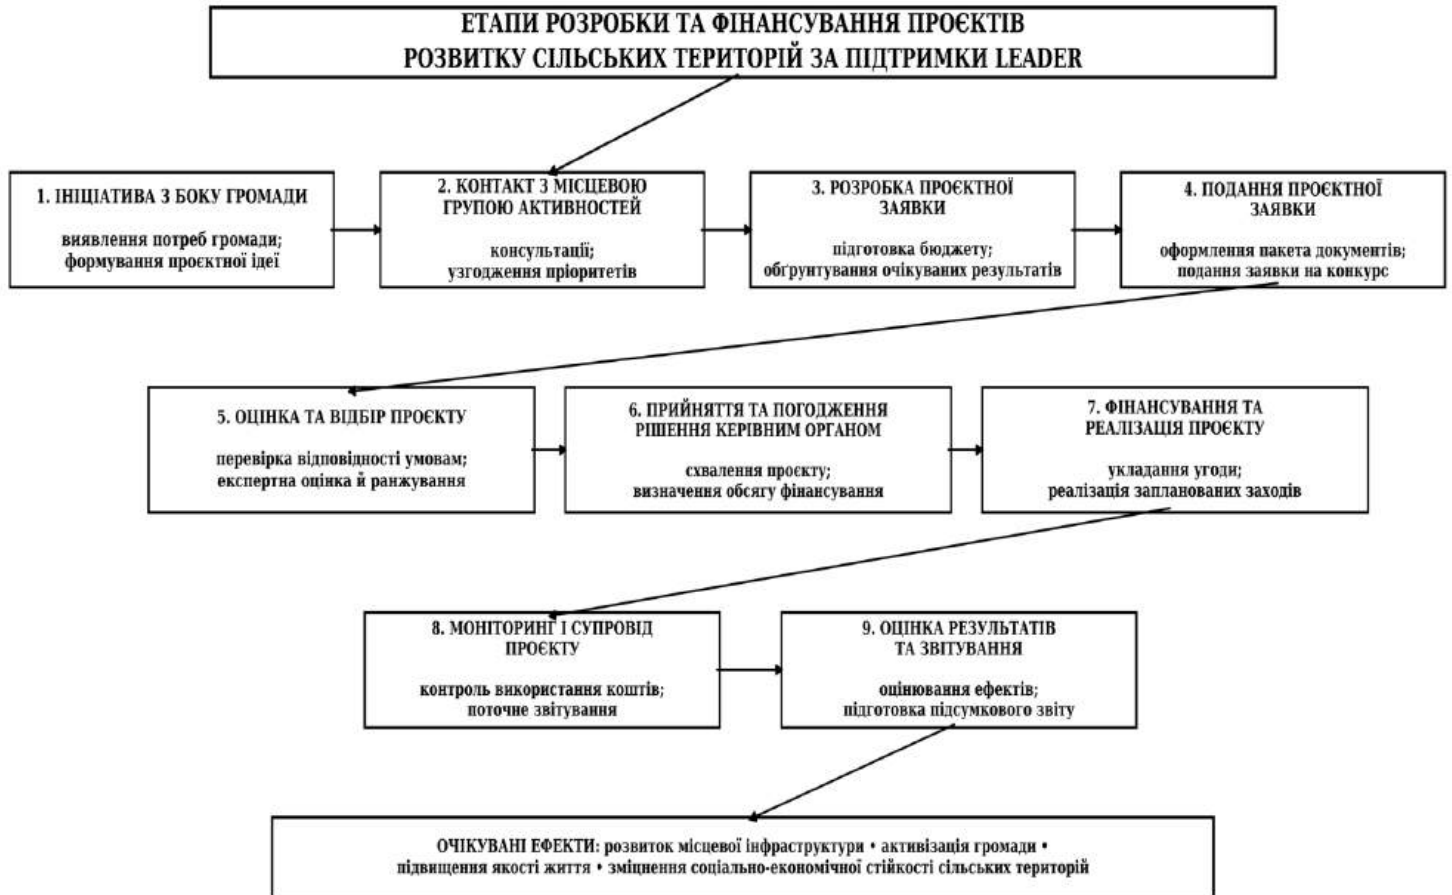 ЕТАПИ РОЗРОБКИ ТА ФІНАНСУВАННЯ ПРОЄКТІВ
РОЗВИТКУ СІЛЬСЬКИХ ТЕРИТОРІЙ ЗА ПІДТРИМКИ LEADER
1. ІНІЦІАТИВА З БОКУ ГРОМАДИ
виявлення потреб громади;
формування проєктної ідеї
2. КОНТАКТ З МІСЦЕВОЮ
ГРУПОЮ АКТИВНОСТЕЙ
консультації;
узгодження пріоритетів
3. РОЗРОБКА ПРОЄКТНОЇ
ЗАЯВКИ
підготовка бюджету;
обґрунтування очікуваних результатів
4. ПОДАННЯ ПРОЄКТНОЇ
ЗАЯВКИ
оформлення пакета документів;
подання заявки на конкурс
5. ОЦІНКА ТА ВІДБІР ПРОЄКТУ
перевірка відповідності умовам;
експертна оцінка й ранжування
6. ПРИЙНЯТТЯ ТА ПОГОДЖЕННЯ
РІШЕННЯ КЕРІВНИМ ОРГАНОМ
схвалення проєкту;
визначення обсягу фінансування
7. ФІНАНСУВАННЯ ТА
РЕАЛІЗАЦІЯ ПРОЄКТУ
укладання угоди;
реалізація запланованих заходів
8. МОНІТОРИНГ І СУПРОВІД
ПРОЄКТУ
контроль використання коштів;
поточне звітування
9. ОЦІНКА РЕЗУЛЬТАТІВ
ТА ЗВІТУВАННЯ
оцінювання ефектів;
підготовка підсумкового звіту
ОЧІКУВАНІ ЕФЕКТИ: розвиток місцевої інфраструктури • активізація громади •
підвищення якості життя • зміцнення соціально-економічної стійкості сільських територій